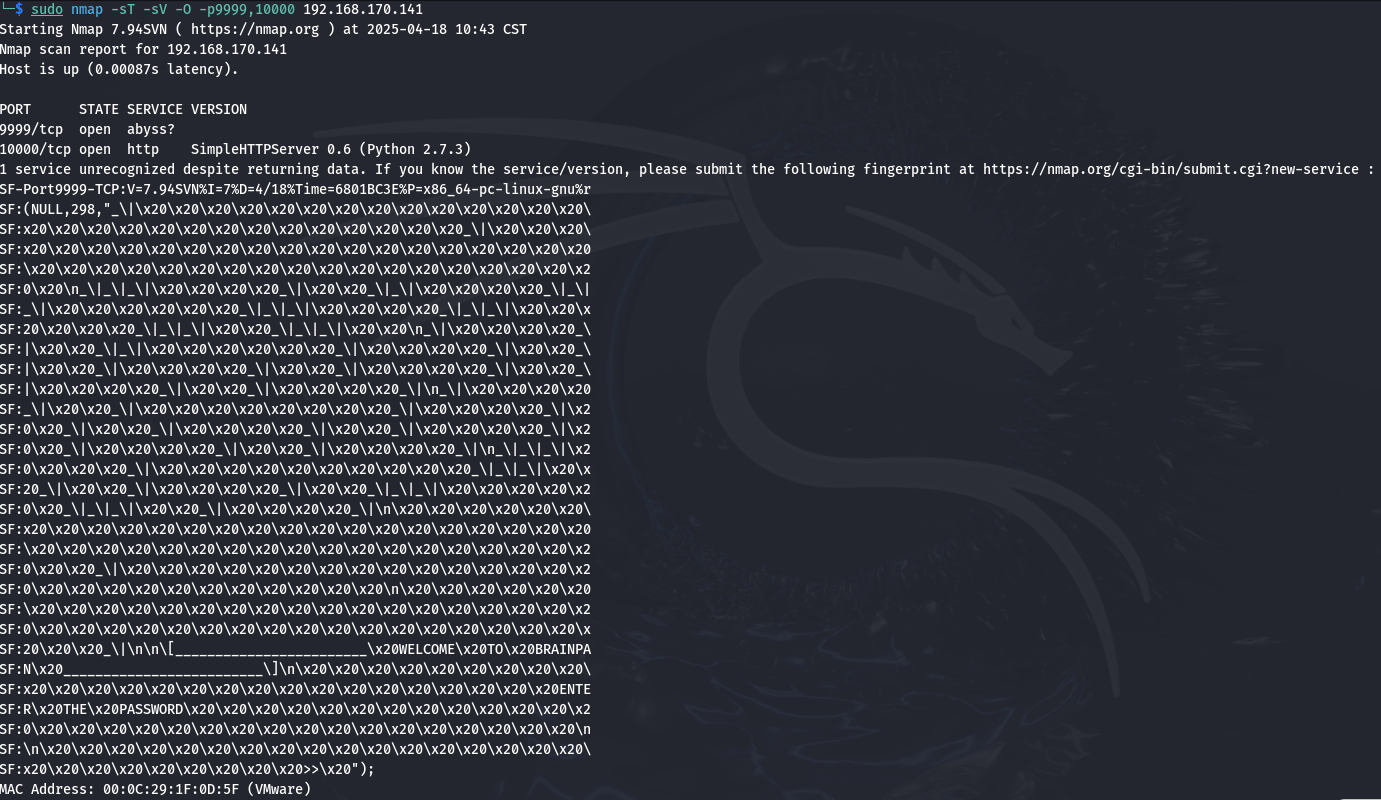 └─$ sudo nmap -sT -sV -O -p9999,10000 192.168.170.141
Starting Nmap 7.94SVN ( https://nmap.org ) at 2025-04-18 10:43 CST
Nmap scan report for 192.168.170.141
Host is up (0.00087s latency).

PORT      STATE SERVICE VERSION
9999/tcp  open  abyss?
10000/tcp open  http    SimpleHTTPServer 0.6 (Python 2.7.3)
1 service unrecognized despite returning data. If you know the service/version, please submit the following fingerprint at https://nmap.org/cgi-bin/submit.cgi?new-service :
SF-Port9999-TCP:V=7.94SVN%I=7%D=4/18%Time=6801BC3E%P=x86_64-pc-linux-gnu%r
SF:(NULL,298,"_\|\x20\x20\x20\x20\x20\x20\x20\x20\x20\x20\x20\x20\x20\x20\
SF:x20\x20\x20\x20\x20\x20\x20\x20\x20\x20\x20\x20\x20\x20_\|\x20\x20\x20\
SF:x20\x20\x20\x20\x20\x20\x20\x20\x20\x20\x20\x20\x20\x20\x20\x20\x20\x20
SF:\x20\x20\x20\x20\x20\x20\x20\x20\x20\x20\x20\x20\x20\x20\x20\x20\x20\x2
SF:0\x20\n_\|_\|_\|\x20\x20\x20\x20_\|\x20\x20_\|_\|\x20\x20\x20\x20_\|_\|
SF:_\|\x20\x20\x20\x20\x20\x20_\|_\|_\|\x20\x20\x20\x20_\|_\|_\|\x20\x20\x
SF:20\x20\x20\x20_\|_\|_\|\x20\x20_\|_\|_\|\x20\x20\n_\|\x20\x20\x20\x20_\
SF:|\x20\x20_\|_\|\x20\x20\x20\x20\x20\x20_\|\x20\x20\x20\x20_\|\x20\x20_\
SF:|\x20\x20_\|\x20\x20\x20\x20_\|\x20\x20_\|\x20\x20\x20\x20_\|\x20\x20_\
SF:|\x20\x20\x20\x20_\|\x20\x20_\|\x20\x20\x20\x20_\|\n_\|\x20\x20\x20\x20
SF:_\|\x20\x20_\|\x20\x20\x20\x20\x20\x20\x20\x20_\|\x20\x20\x20\x20_\|\x2
SF:0\x20_\|\x20\x20_\|\x20\x20\x20\x20_\|\x20\x20_\|\x20\x20\x20\x20_\|\x2
SF:0\x20_\|\x20\x20\x20\x20_\|\x20\x20_\|\x20\x20\x20\x20_\|\n_\|_\|_\|\x2
SF:0\x20\x20\x20_\|\x20\x20\x20\x20\x20\x20\x20\x20\x20\x20_\|_\|_\|\x20\x
SF:20_\|\x20\x20_\|\x20\x20\x20\x20_\|\x20\x20_\|_\|_\|\x20\x20\x20\x20\x2
SF:0\x20_\|_\|_\|\x20\x20_\|\x20\x20\x20\x20_\|\n\x20\x20\x20\x20\x20\x20\
SF:x20\x20\x20\x20\x20\x20\x20\x20\x20\x20\x20\x20\x20\x20\x20\x20\x20\x20
SF:\x20\x20\x20\x20\x20\x20\x20\x20\x20\x20\x20\x20\x20\x20\x20\x20\x20\x2
SF:0\x20\x20_\|\x20\x20\x20\x20\x20\x20\x20\x20\x20\x20\x20\x20\x20\x20\x2
SF:0\x20\x20\x20\x20\x20\x20\x20\x20\x20\x20\x20\x20\x20\n\x20\x20\x20\x20
SF:\x20\x20\x20\x20\x20\x20\x20\x20\x20\x20\x20\x20\x20\x20\x20\x20\x20\x2
SF:0\x20\x20\x20\x20\x20\x20\x20\x20\x20\x20\x20\x20\x20\x20\x20\x20\x20\x
SF:20\x20\x20_\|\n\n\[________________________\x20WELCOME\x20TO\x20BRAINPA
SF:N\x20_________________________\]\n\x20\x20\x20\x20\x20\x20\x20\x20\x20\
SF:x20\x20\x20\x20\x20\x20\x20\x20\x20\x20\x20\x20\x20\x20\x20\x20\x20ENTE
SF:R\x20THE\x20PASSWORD\x20\x20\x20\x20\x20\x20\x20\x20\x20\x20\x20\x20\x2
SF:0\x20\x20\x20\x20\x20\x20\x20\x20\x20\x20\x20\x20\x20\x20\x20\x20\x20\n
SF:\n\x20\x20\x20\x20\x20\x20\x20\x20\x20\x20\x20\x20\x20\x20\x20\x20\x20\
SF:x20\x20\x20\x20\x20\x20\x20\x20\x20>>\x20");
MAC Address: 00:0C:29:1F:0D:5F (VMware)